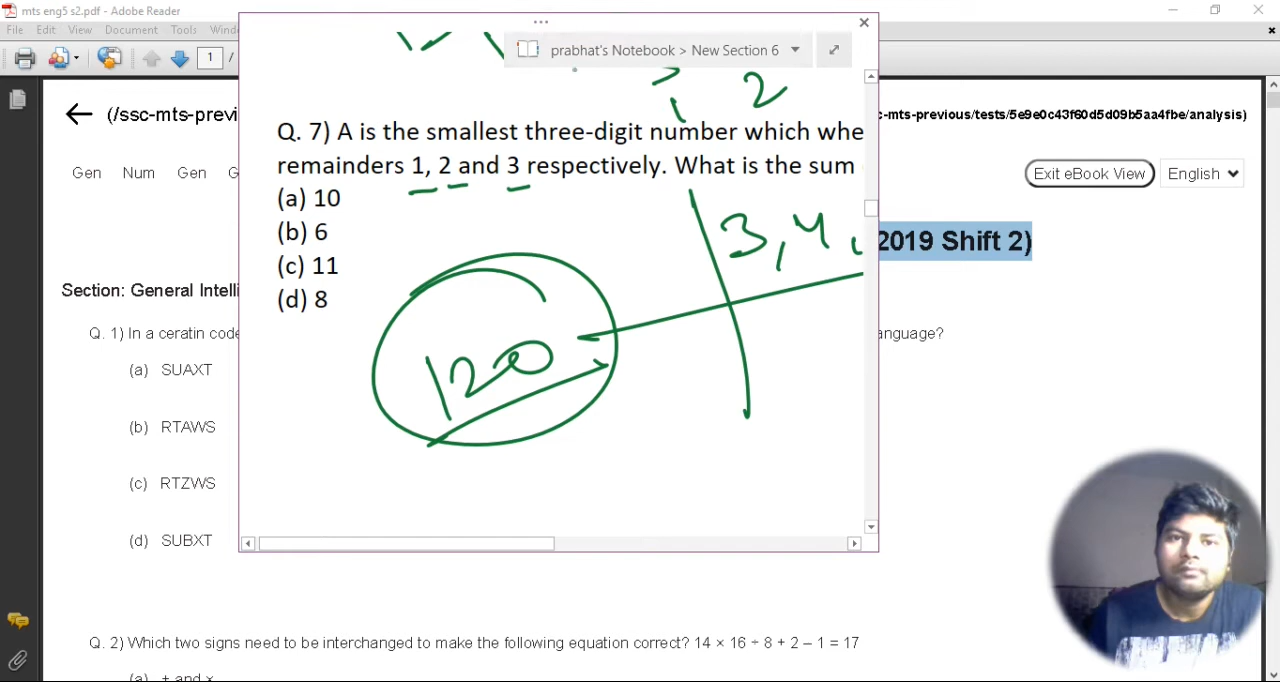 mts eng5 s2.pdf - Adobe Reader
File Edit View Document Tools Wind
1 /
prabhat's Notebook > New Section 6
(/ssc-mts-previ
c-mts-previous/tests/5e9e0c43f60d5d09b5aa4fbe/analysis)
2
Q. 7) A is the smallest three-digit number which whe
remainders 1, 2 and 3 respectively. What is the sum
(a) 10
(b) 6
(c) 11
(d) 8
3, 4,
120
Gen Num Gen G
Exit eBook View English
2019 Shift 2)
Section: General Intelli
Q. 1) In a ceratin code
anguage?
(a) SUAXT
(b) RTAWS
(c) RTZWS
(d) SUBXT
Q. 2) Which two signs need to be interchanged to make the following equation correct? 14 × 16 ÷ 8 + 2 – 1 = 17
(a) + and ×